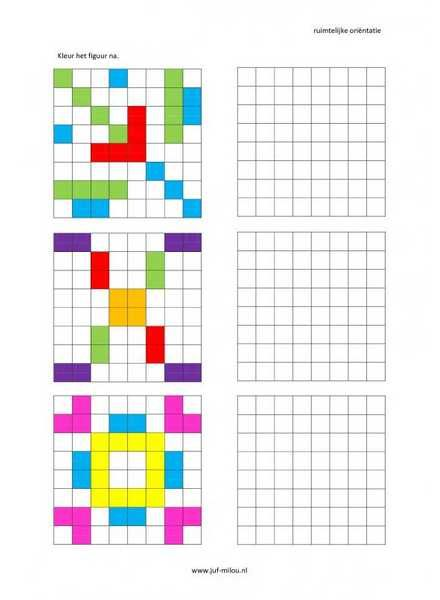 ruimtelijke oriëntatie
Kleur het figuur na.
www.juf-milou.nl